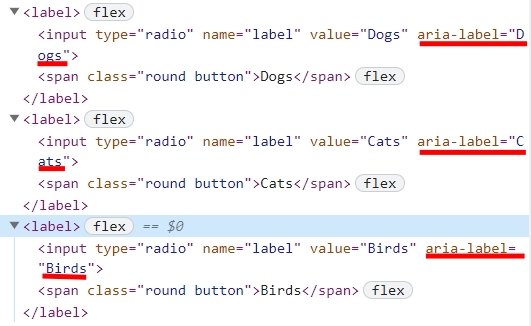 ▼<label> flex
<input type="radio" name="label" value="Dogs" aria-label="D
ogs">
<span class="round button">Dogs</span> flex
</label>
▼<label> flex
<input type="radio" name="label" value="Cats" aria-label="C
ats">
<span class="round button">Cats</span> flex
</label>
▼<label> flex == $0
<input type="radio" name="label" value="Birds" aria-label=
"Birds">
<span class="round button">Birds</span> flex
</label>